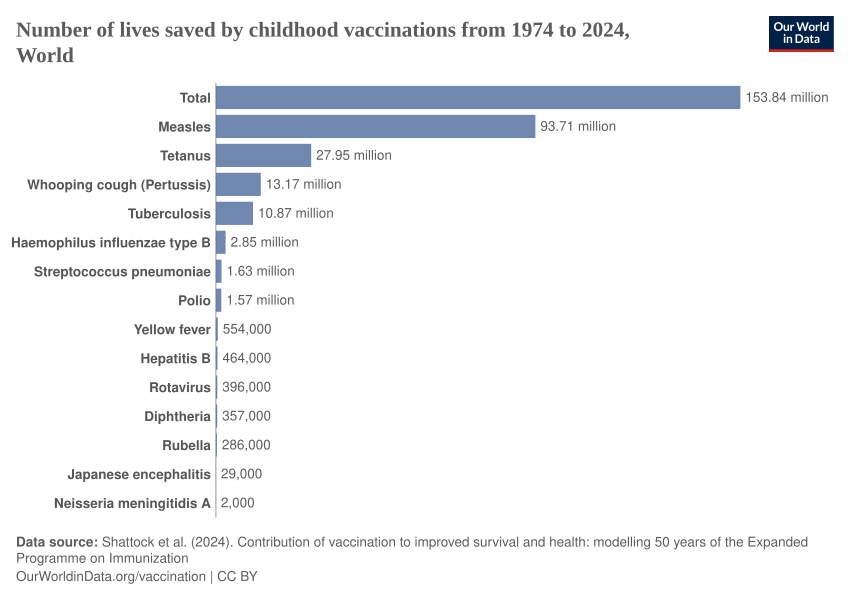 Number of lives saved by childhood vaccinations from 1974 to 2024,
World
Our World
in Data
Total 153.84 million
Measles 93.71 million
Tetanus 27.95 million
Whooping cough (Pertussis) 13.17 million
Tuberculosis 10.87 million
Haemophilus influenzae type B 2.85 million
Streptococcus pneumoniae 1.63 million
Polio 1.57 million
Yellow fever 554,000
Hepatitis B 464,000
Rotavirus 396,000
Diphtheria 357,000
Rubella 286,000
Japanese encephalitis 29,000
Neisseria meningitidis A 2,000
Data source: Shattock et al. (2024). Contribution of vaccination to improved survival and health: modelling 50 years of the Expanded
Programme on Immunization
OurWorldinData.org/vaccination | CC BY